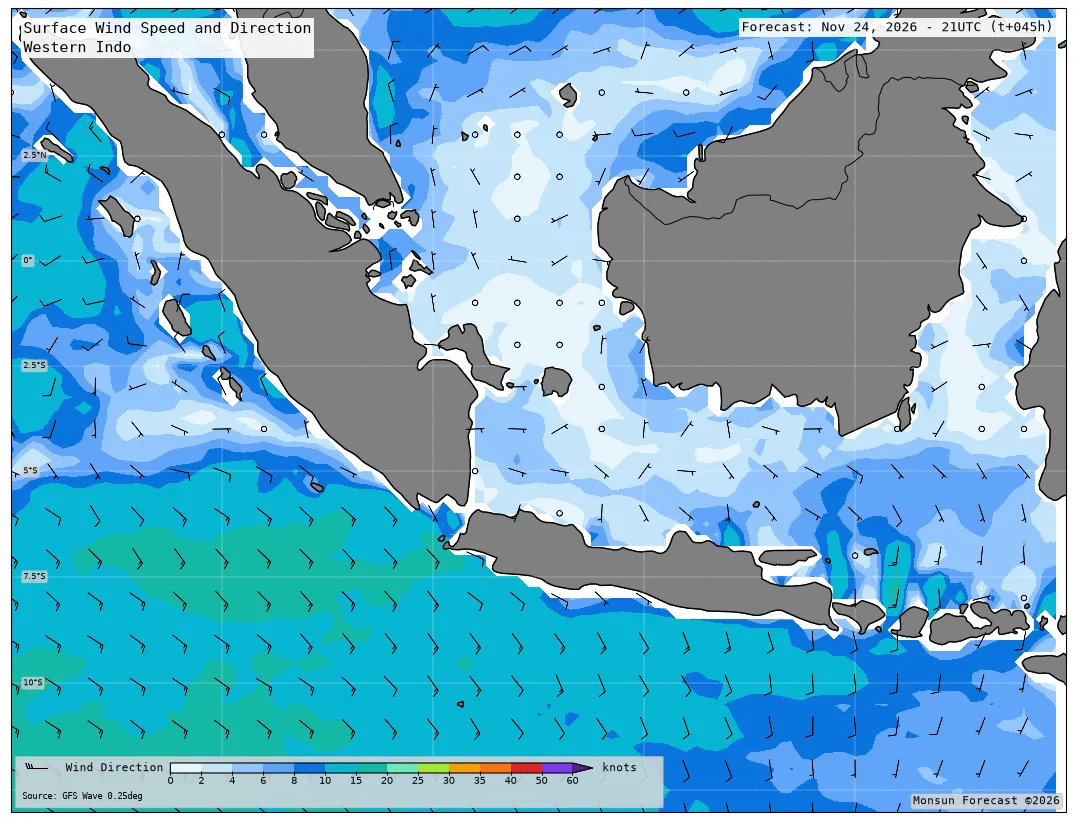 Surface Wind Speed and Direction
Western Indo
Forecast: Nov 24, 2026 - 21UTC (t+045h)
2.5°N
0°
2.5°S
5°S
7.5°S
10°S
Wind Direction
0 2 4 6 8 10 15 20 25 30 35 40 50 60
knots
Source: GFS Wave 0.25deg
Monsun Forecast ©2026